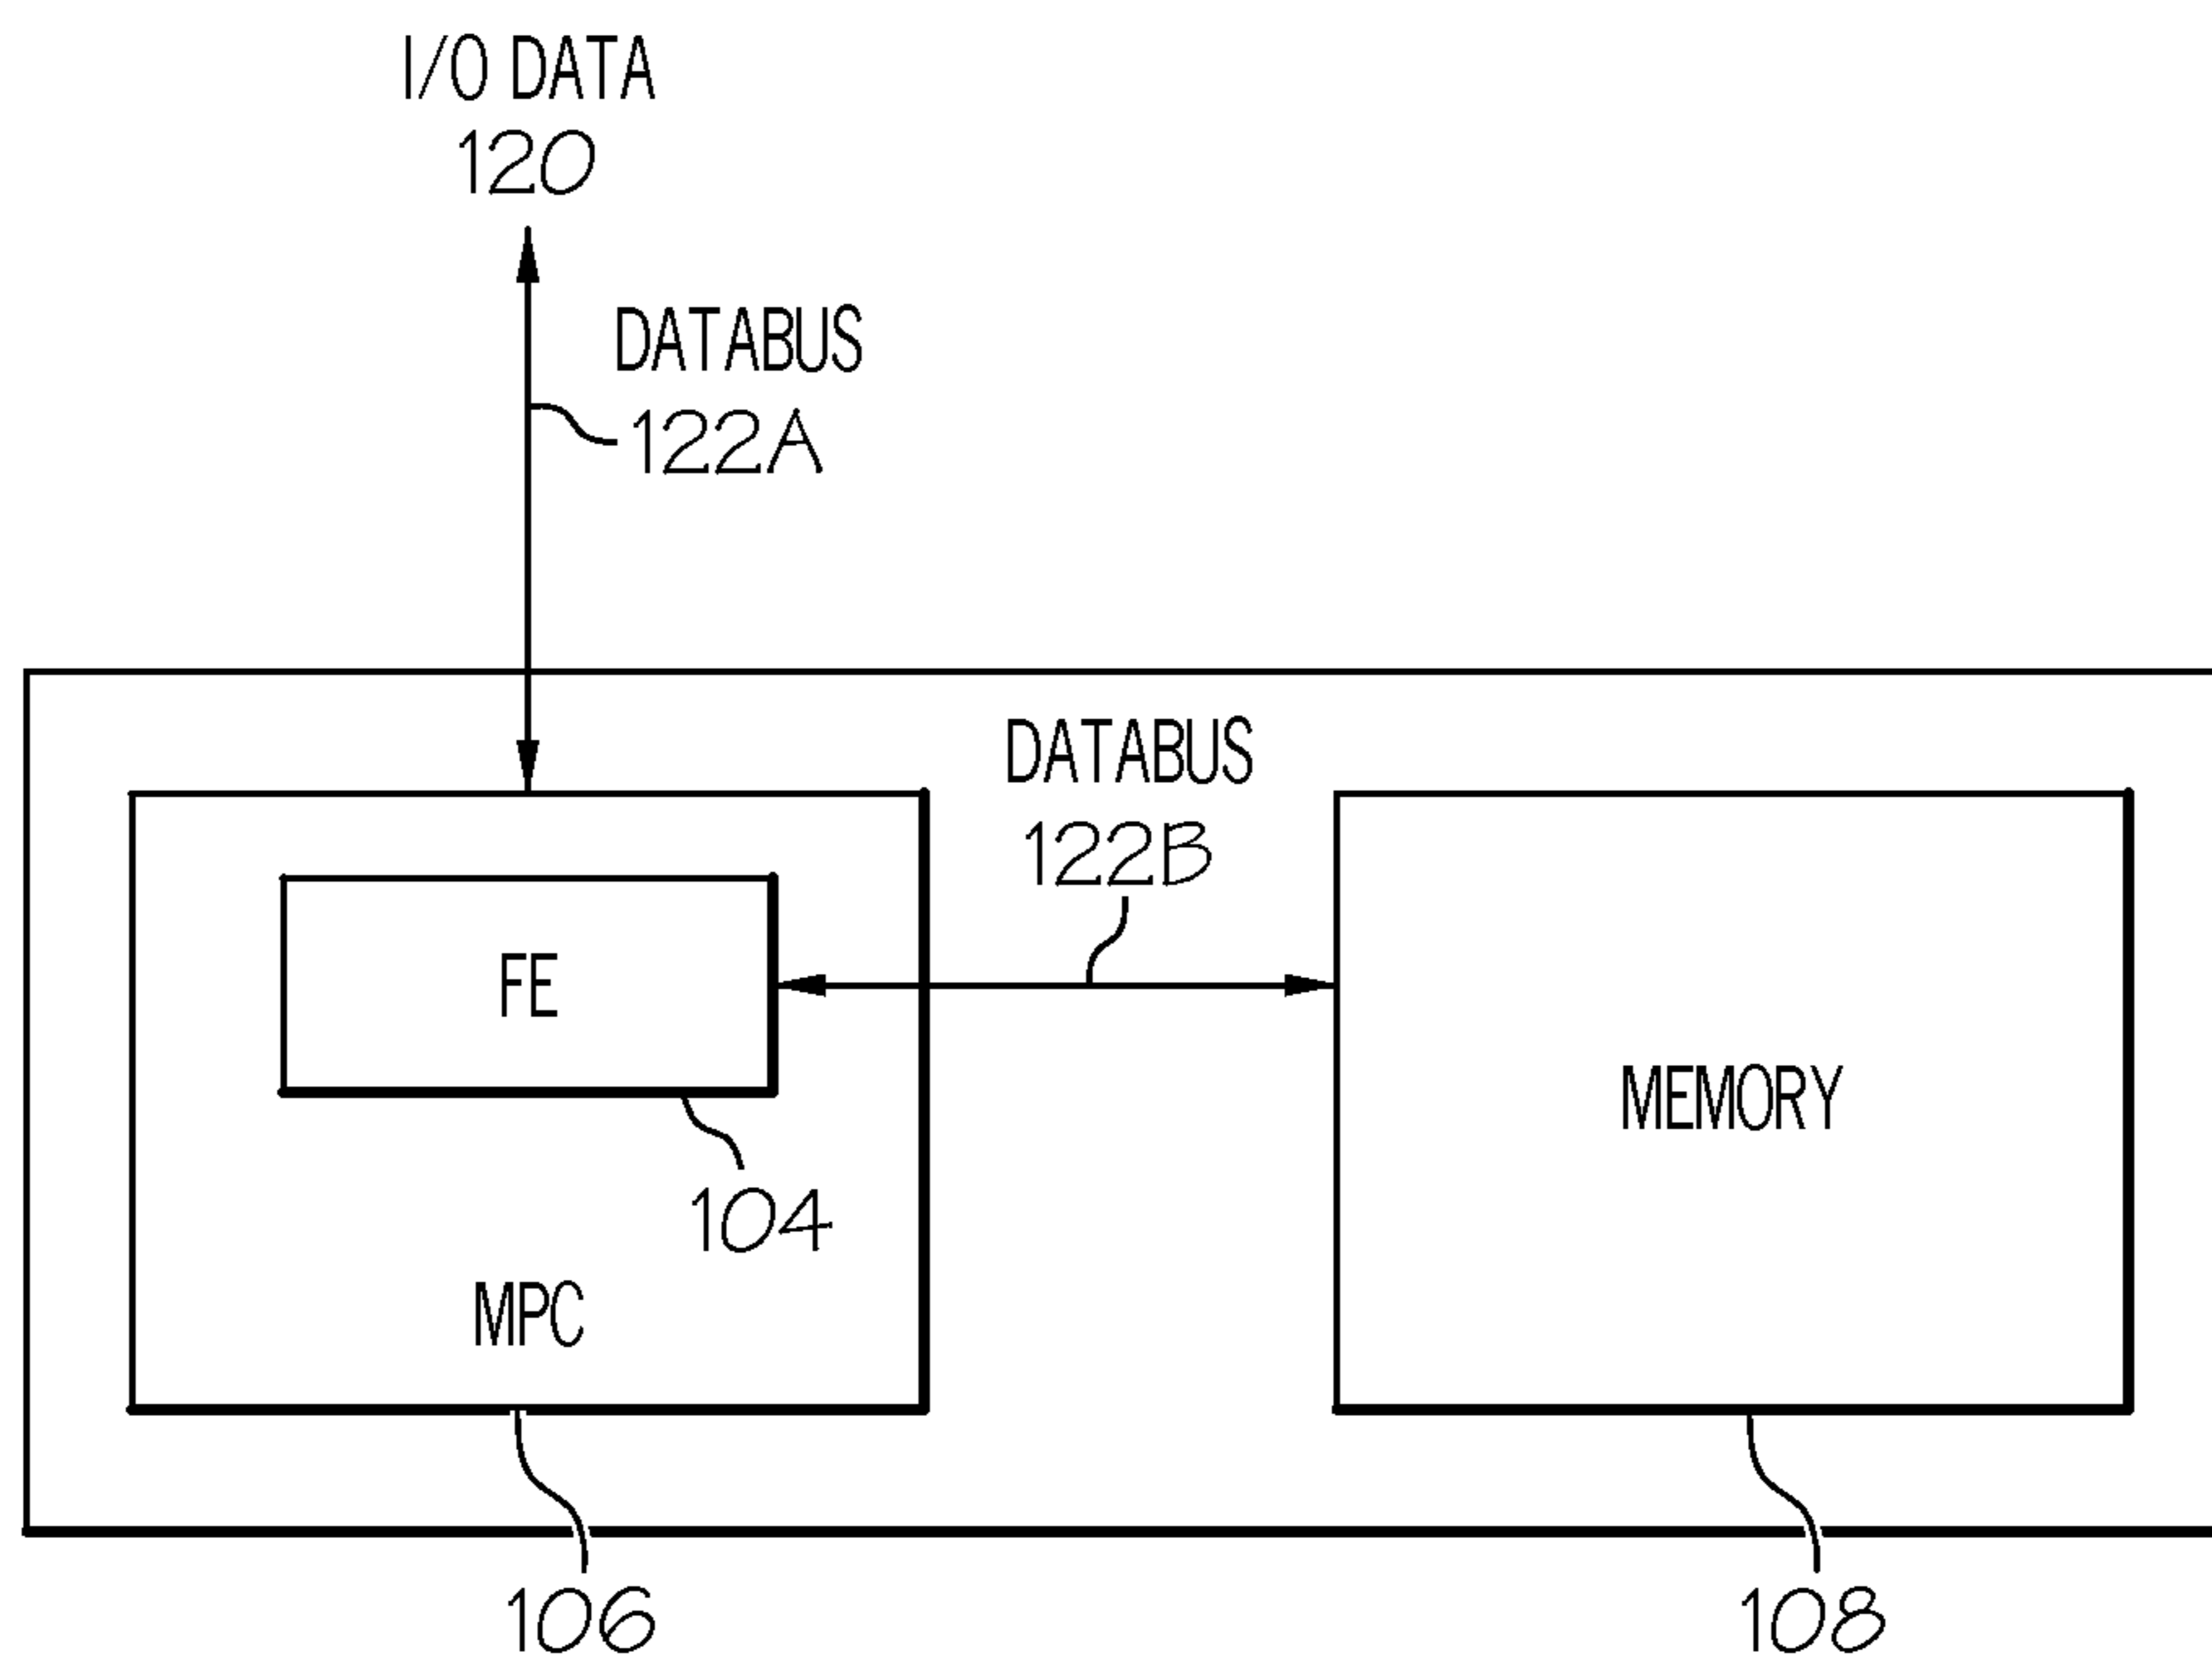 I/O DATA
120
DATABUS
122A
DATABUS
122B
FE
104
MPC
MEMORY
106
108